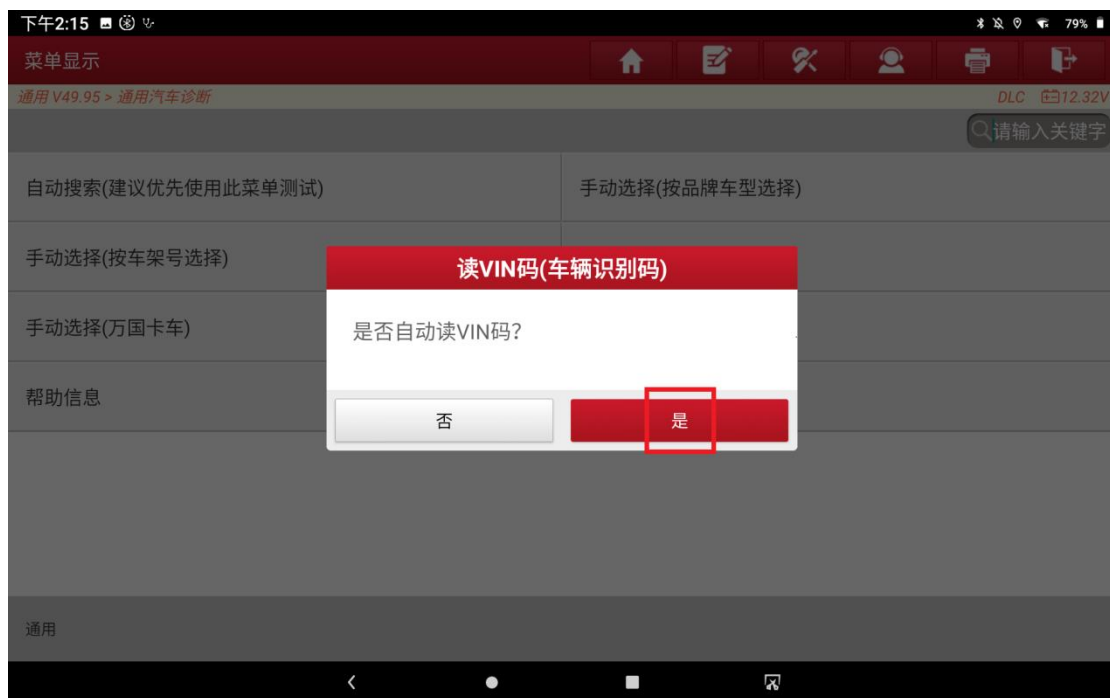 下午2:15
79%
菜单显示
通用 V49.95 > 通用汽车诊断
DLC 12.32V
请输入关键字
自动搜索(建议优先使用此菜单测试)
手动选择(按品牌车型选择)
手动选择(按车架号选择)
手动选择(万国卡车)
帮助信息
读VIN码(车辆识别码)
是否自动读VIN码?
否
是
通用